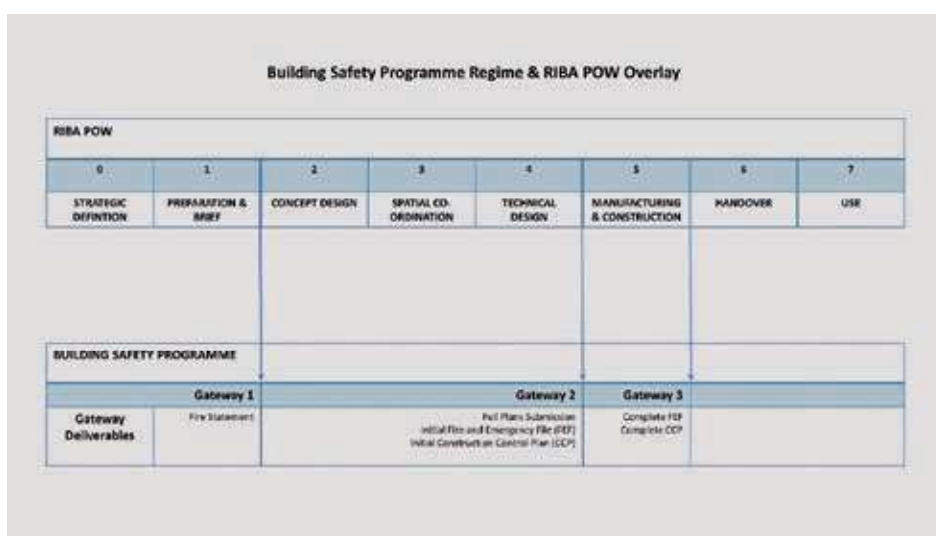 Building Safety Programme Regime & RIBA POW Overlay
RIBA POW
0 1 2 3 4 5 6 7
STRATEGIC
DEFINTION
PREPARATION &
BRIEF
CONCEPT DESIGN
SPATIAL CO-
ORDINATION
TECHNICAL
DESIGN
MANUFACTURING
& CONSTRUCTION
HANDOVER
USE
BUILDING SAFETY PROGRAMME
Gateway 1 Gateway 2 Gateway 3
Gateway
Deliverables
Fire Statement
Full Plans Submission
Initial Fire and Emergency File (FEF)
Initial Construction Control Plan (CCP)
Complete FEF
Complete CCP